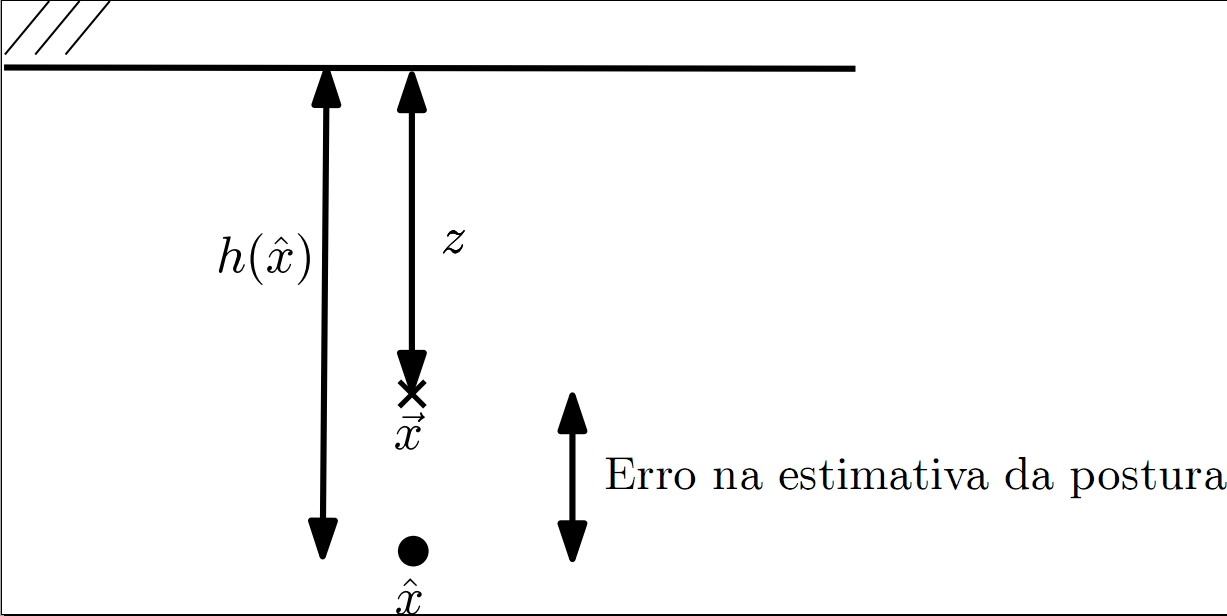 h(x̂)
z
x⃗
Erro na estimativa da postura
x̂